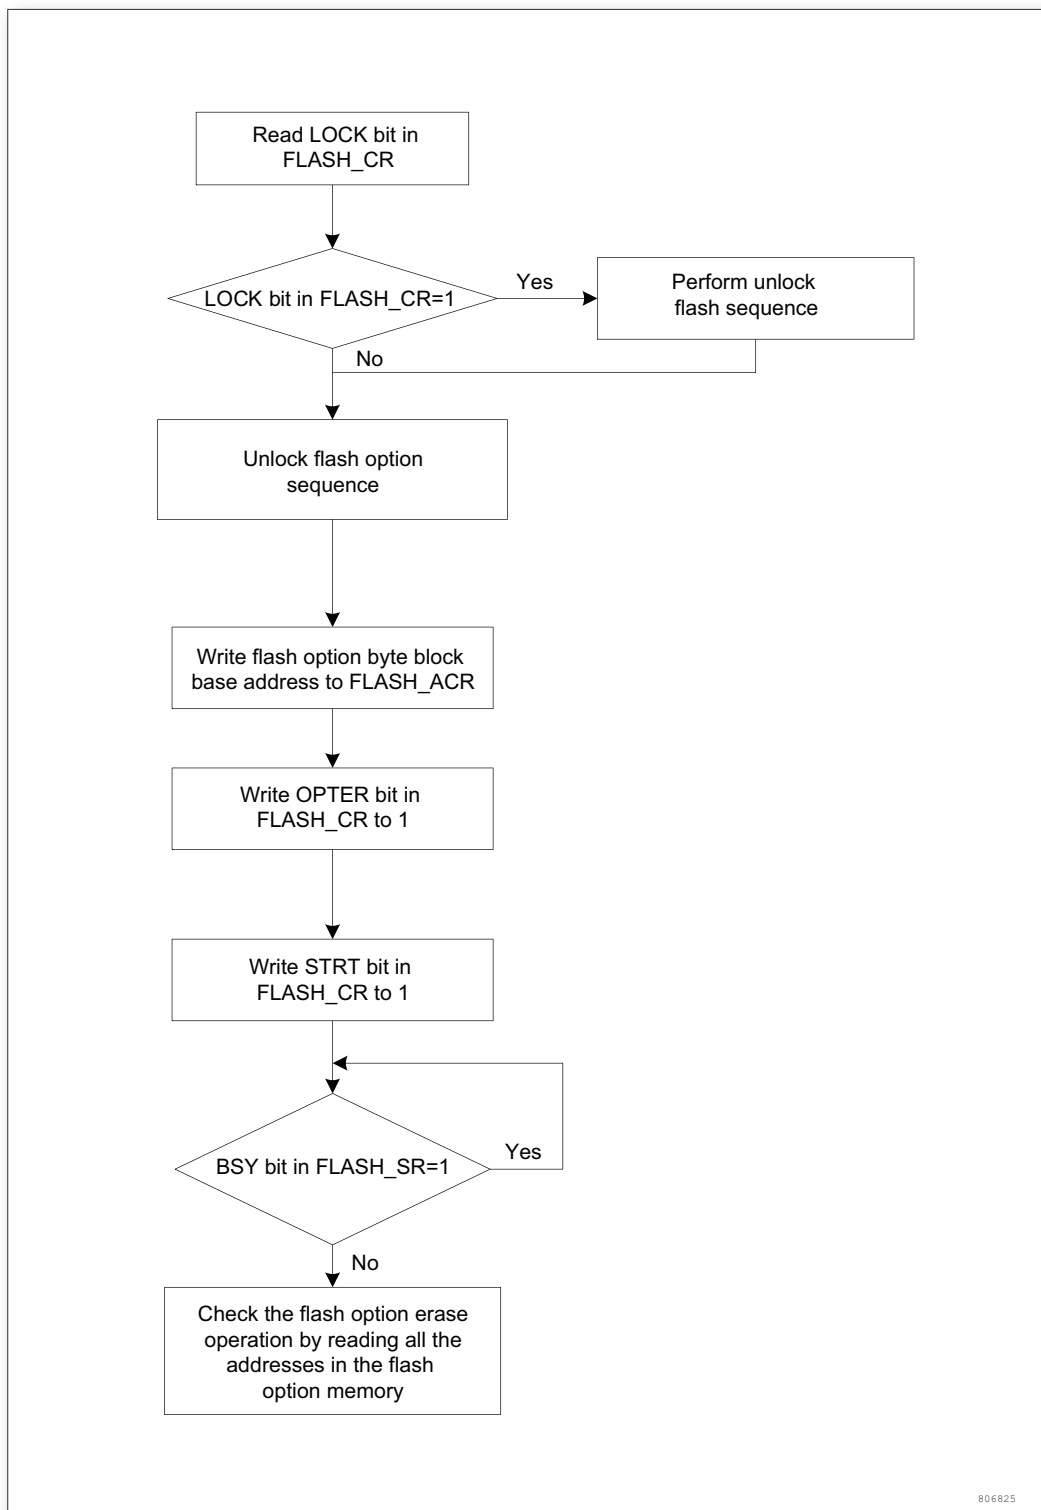 Read LOCK bit in
FLASH_CR
LOCK bit in FLASH_CR=1
Yes
Perform unlock
flash sequence
No
Unlock flash option
sequence
Write flash option byte block
base address to FLASH_ACR
Write OPTER bit in
FLASH_CR to 1
Write STRT bit in
FLASH_CR to 1
BSY bit in FLASH_SR=1
Yes
No
Check the flash option erase
operation by reading all the
addresses in the flash
option memory
806825